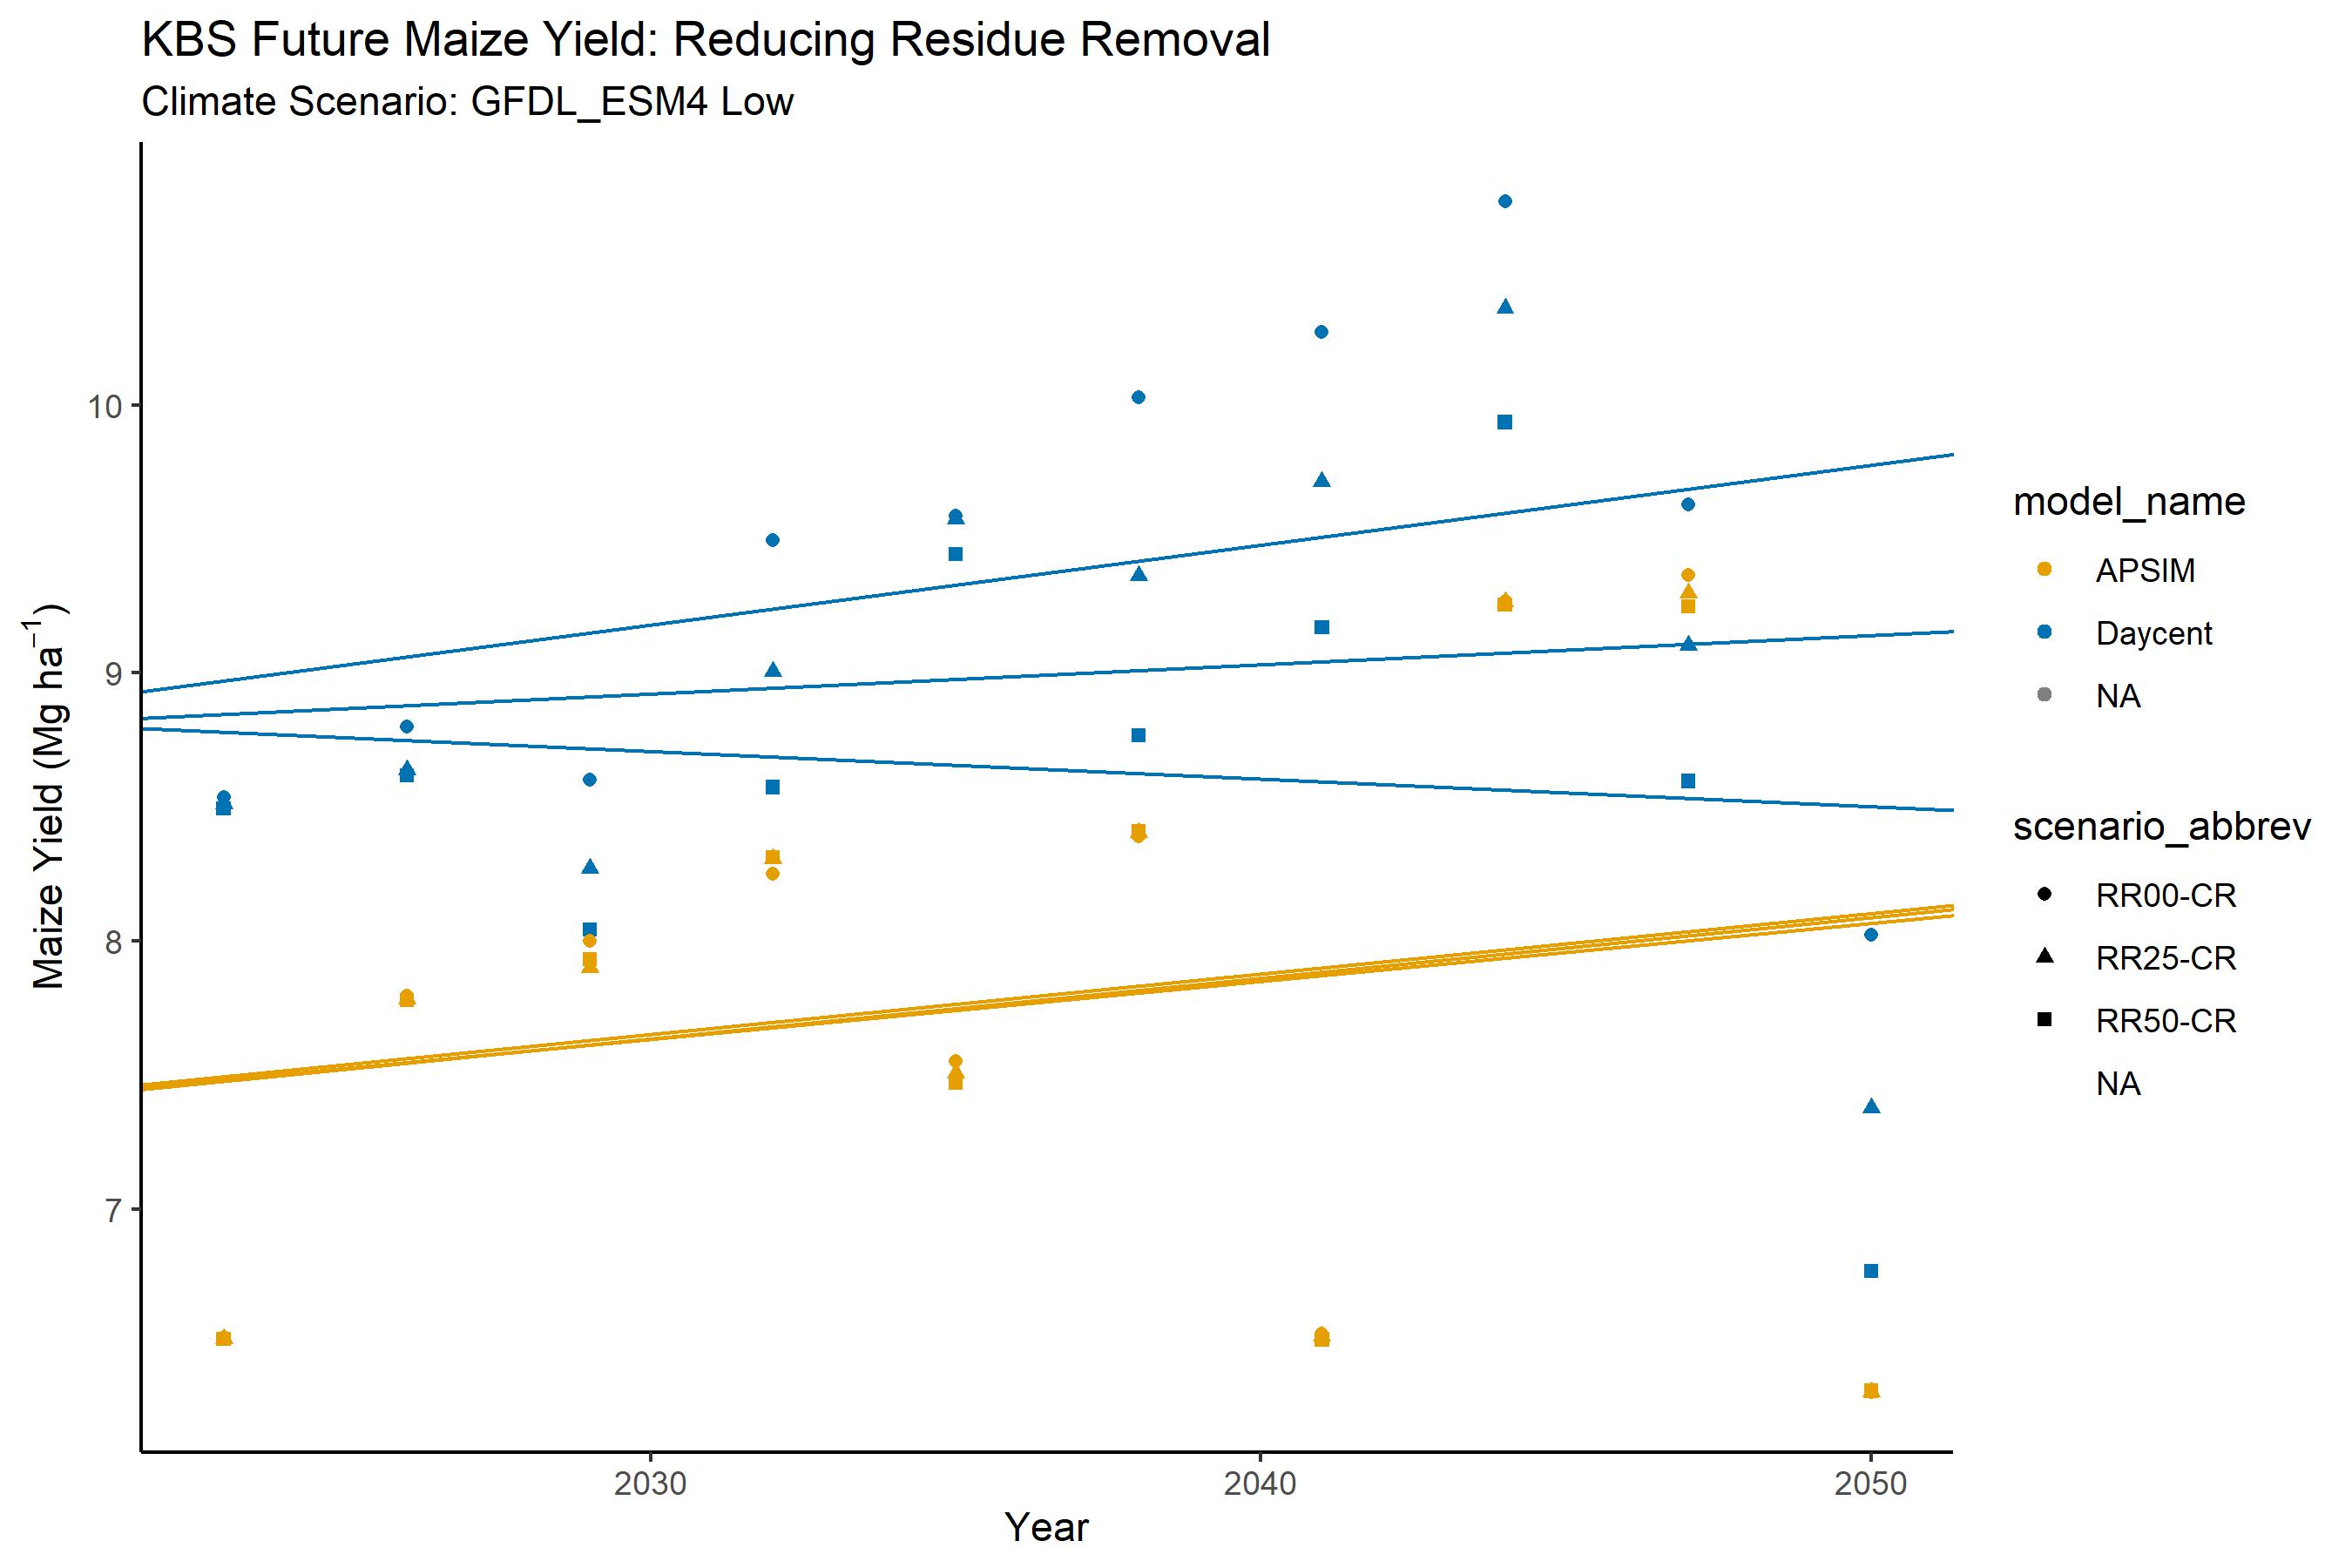 KBS Future Maize Yield: Reducing Residue Removal
Climate Scenario: GFDL_ESM4 Low
Maize Yield (Mg ha⁻¹)
10
9
8
7
2030
2040
2050
Year
model_name
APSIM
Daycent
NA
scenario_abbrev
RR00-CR
RR25-CR
RR50-CR
NA